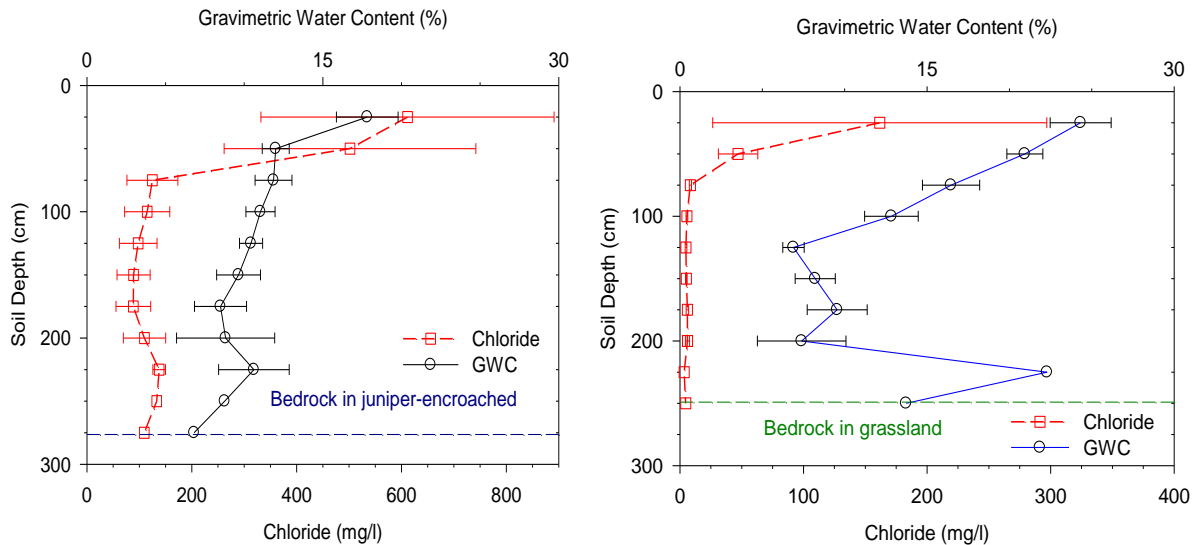 Gravimetric Water Content (%)
0 15 30
0
100
200
300
Soil Depth (cm)
Chloride
GWC
Bedrock in juniper-encroached
0 200 400 600 800
Chloride (mg/l)
Gravimetric Water Content (%)
0 15 30
0
100
200
300
Soil Depth (cm)
Bedrock in grassland
Chloride
GWC
0 100 200 300 400
Chloride (mg/l)